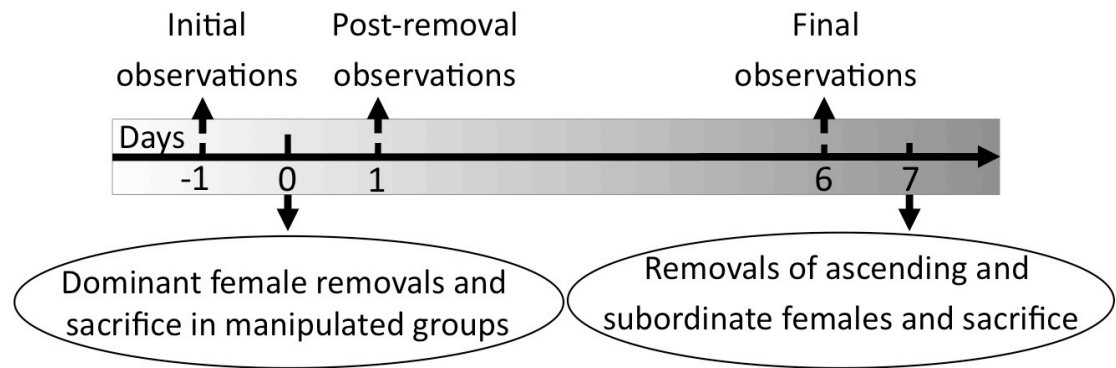 Initial
observations
Post-removal
observations
Final
observations
Days
-1 0 1 6 7
Dominant female removals and
sacrifice in manipulated groups
Removals of ascending and
subordinate females and sacrifice